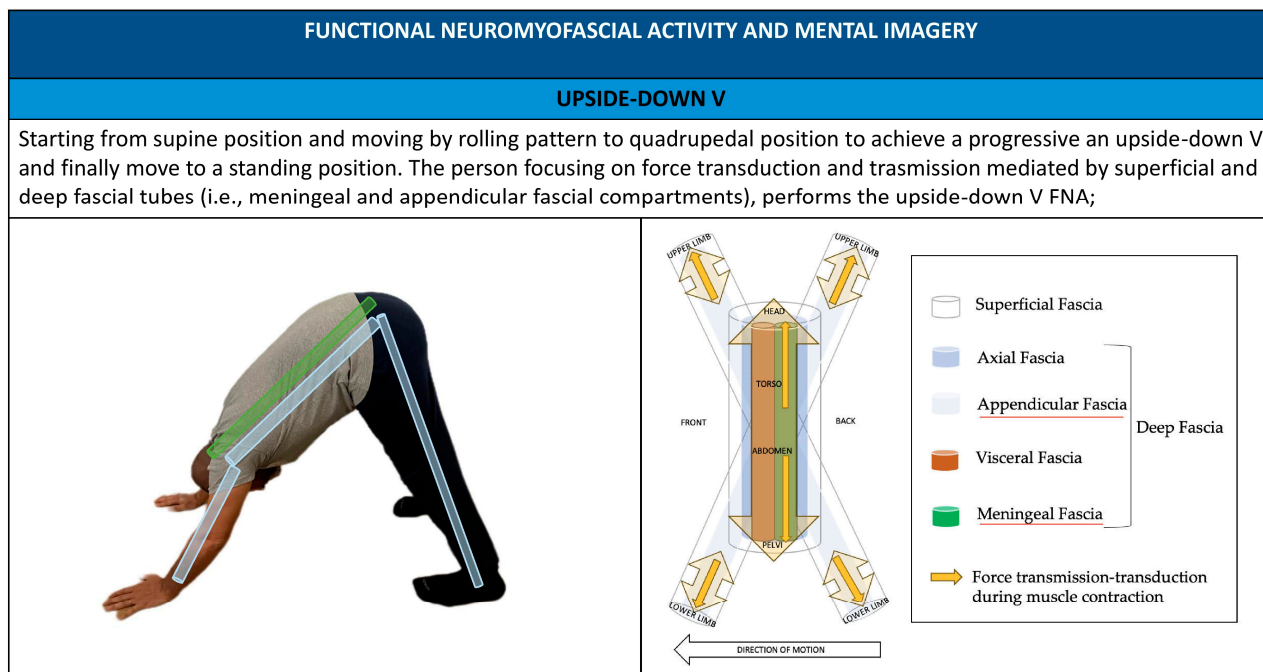 FUNCTIONAL NEUROMYOFASCIAL ACTIVITY AND MENTAL IMAGERY
UPSIDE-DOWN V
Starting from supine position and moving by rolling pattern to quadrupedal position to achieve a progressive an upside-down V
and finally move to a standing position. The person focusing on force transduction and trasmission mediated by superficial and
deep fascial tubes (i.e., meningeal and appendicular fascial compartments), performs the upside-down V FNA;
UPPER LIMB
UPPER LIMB
HEAD
TORSO
FRONT
BACK
ABDOMEN
PELVI
LOWER LIMB
LOWER LIMB
DIRECTION OF MOTION
Superficial Fascia
Axial Fascia
Appendicular Fascia
Deep Fascia
Visceral Fascia
Meningeal Fascia
Force transmission-transduction
during muscle contraction